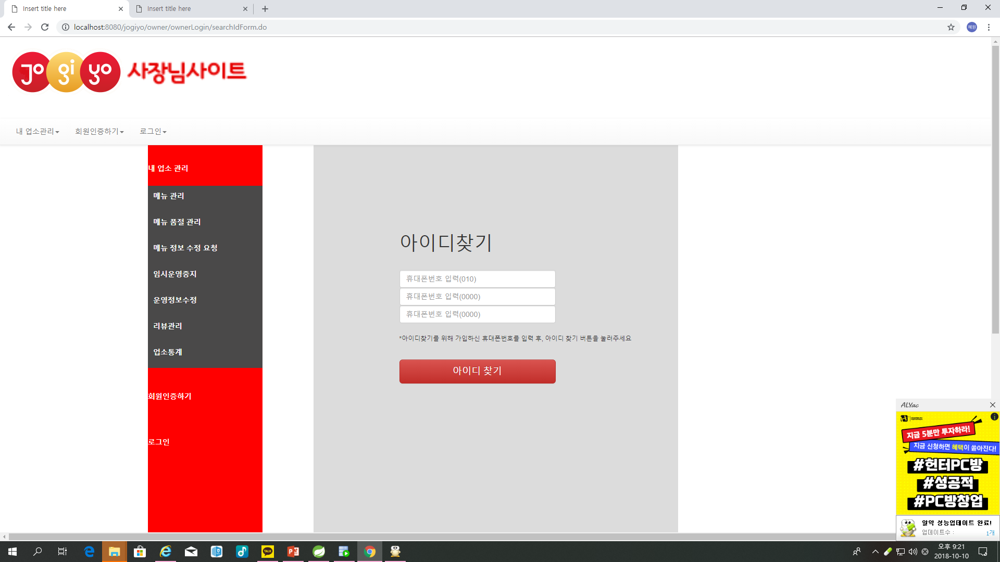 Insert title here
Insert title here
localhost:8080/jogiyo/owner/ownerLogin/searchIdForm.do
혜원
Jo gi yo 사장님사이트
내 업소관리
회원인증하기
로그인
내 업소 관리
메뉴 관리
메뉴 품절 관리
메뉴 정보 수정 요청
임시운영중지
운영정보수정
리뷰관리
업소통계
회원인증하기
로그인
아이디찾기
휴대폰번호 입력(010)
휴대폰번호 입력(0000)
휴대폰번호 입력(0000)
*아이디찾기를 위해 가입하신 휴대폰번호를 입력 후, 아이디 찾기 버튼을 눌러주세요
아이디 찾기
ALYac
지금 5분만 투자하라!
지금 신청하면 혜택이 쏟아진다!
#헌터PC방
#성공적
#PC방창업
알약 성능업데이트 완료!
업데이트수 : 1개
TALK
오후 9:21
2018-10-10